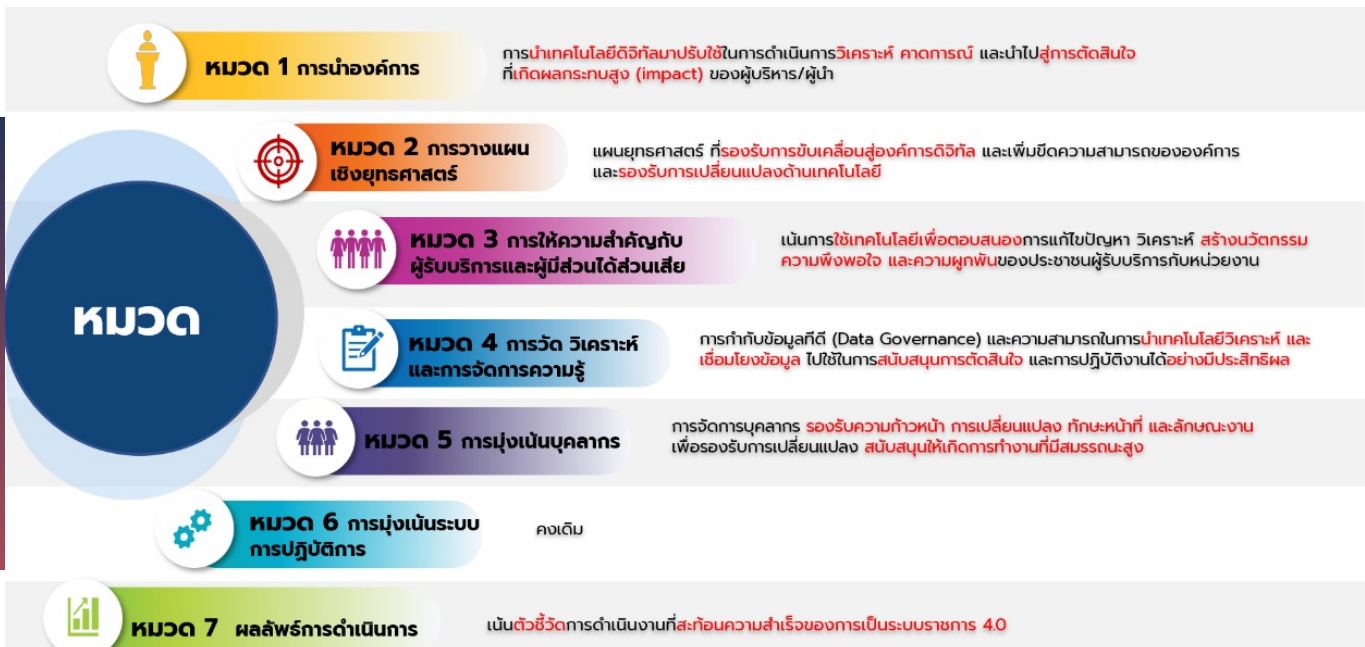 หมวด
หมวด 1 การนำองค์การ
การนำเทคโนโลยีดิจิทัลมาปรับใช้ในการดำเนินการวิเคราะห์ คาดการณ์ และนำไปสู่การตัดสินใจ
ที่เกิดผลกระทบสูง (impact) ของผู้บริหาร/ผู้นำ
หมวด 2 การวางแผน
เชิงยุทธศาสตร์
แผนยุทธศาสตร์ ที่รองรับการขับเคลื่อนสู่องค์การดิจิทัล และเพิ่มขีดความสามารถขององค์การ
และรองรับการเปลี่ยนแปลงด้านเทคโนโลยี
หมวด 3 การให้ความสำคัญกับ
ผู้รับบริการและผู้มีส่วนได้ส่วนเสีย
เน้นการใช้เทคโนโลยีเพื่อตอบสนองการแก้ไขปัญหา วิเคราะห์ สร้างนวัตกรรม
ความพึงพอใจ และความผูกพันของประชาชนผู้รับบริการกับหน่วยงาน
หมวด 4 การวัด วิเคราะห์
และการจัดการความรู้
การกำกับข้อมูลที่ดี (Data Governance) และความสามารถในการนำเทคโนโลยีวิเคราะห์ และ
เชื่อมโยงข้อมูล ไปใช้ในการสนับสนุนการตัดสินใจ และการปฏิบัติงานได้อย่างมีประสิทธิผล
หมวด 5 การมุ่งเน้นบุคลากร
การจัดการบุคลากร รองรับความก้าวหน้า การเปลี่ยนแปลง ทักษะหน้าที่ และลักษณะงาน
เพื่อรองรับการเปลี่ยนแปลง สนับสนุนให้เกิดการทำงานที่มีสมรรถนะสูง
หมวด 6 การมุ่งเน้นระบบ
การปฏิบัติการ
คงเดิม
หมวด 7 ผลลัพธ์การดำเนินการ
เน้นตัวชี้วัดการดำเนินงานที่สะท้อนความสำเร็จของการเป็นระบบราชการ 4.0